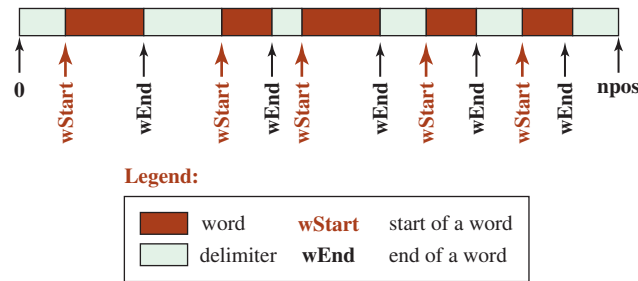 0 wStart wEnd wStart wEnd wStart wEnd wStart wEnd wStart wEnd npos
Legend:
word wStart start of a word
delimiter wEnd end of a word